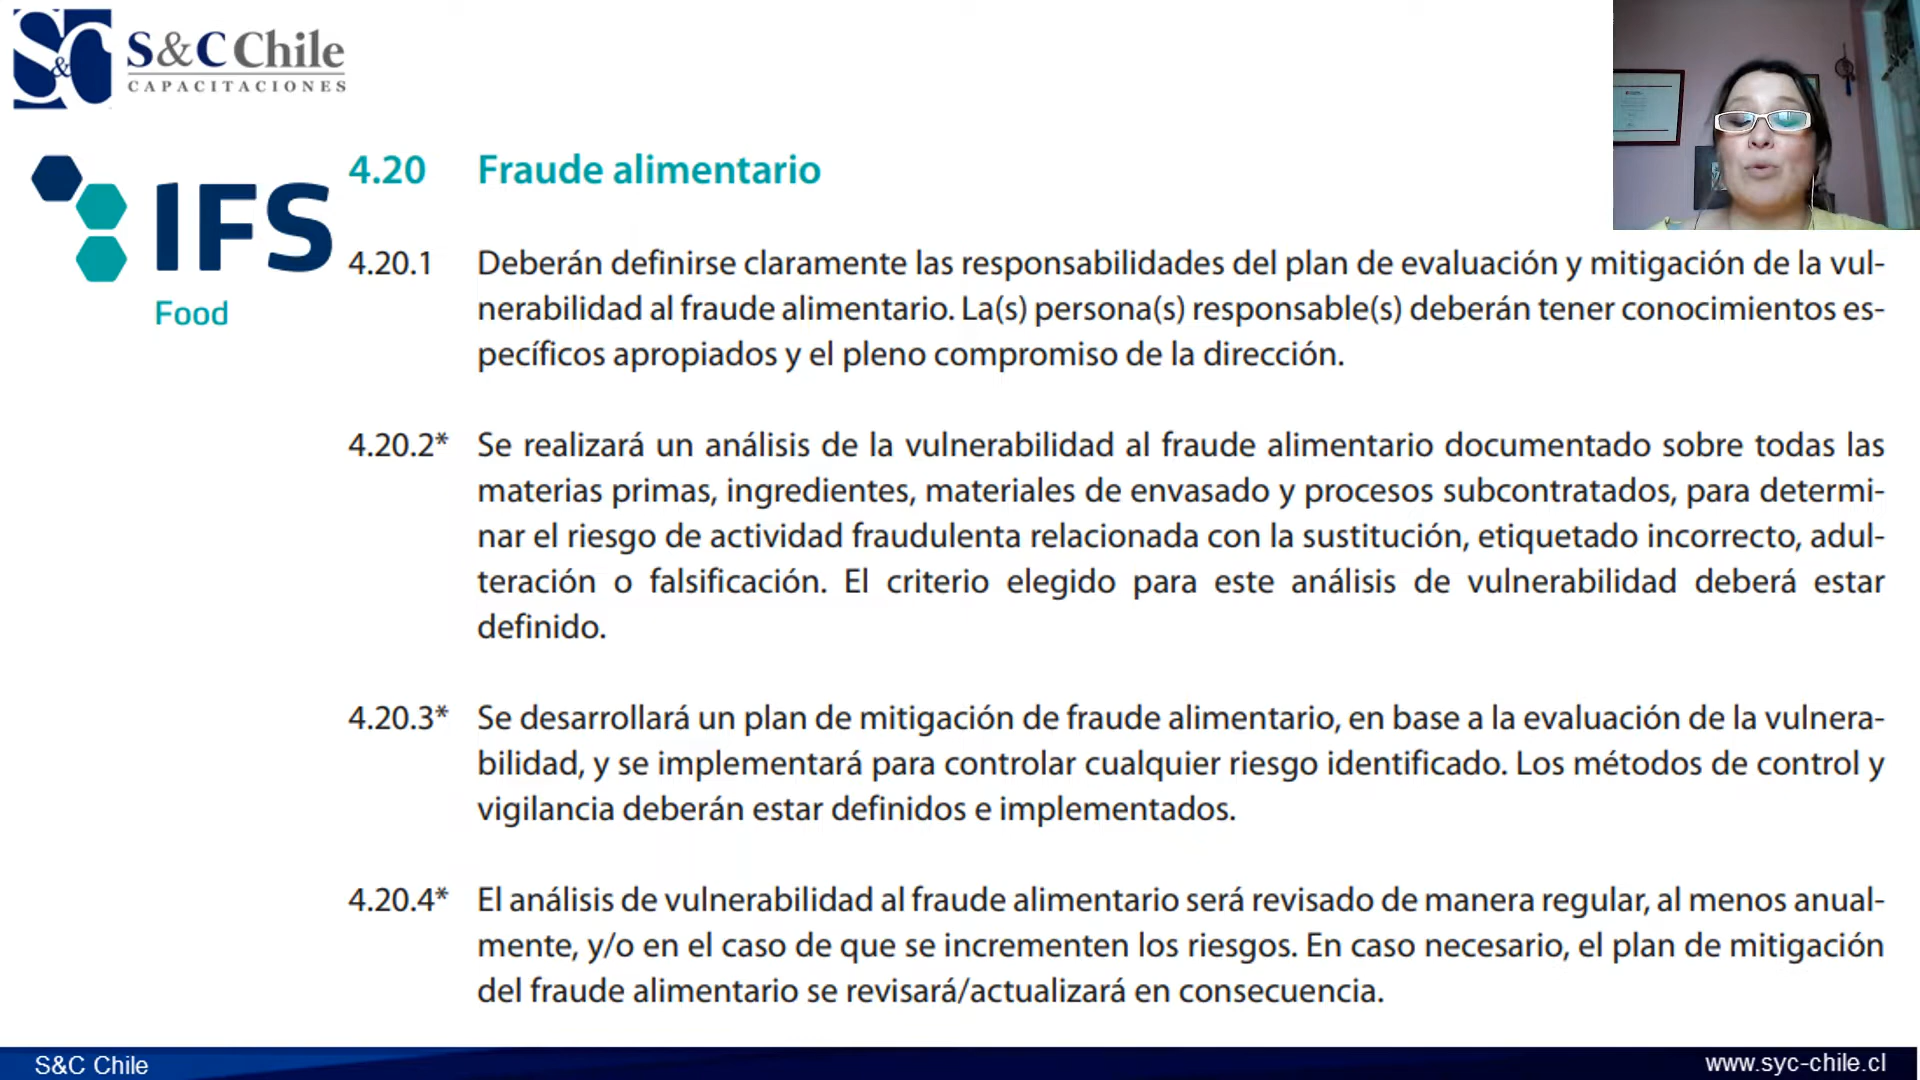 S&C Chile
CAPACITACIONES
IFS
Food
4.20 Fraude alimentario
4.20.1 Deberán definirse claramente las responsabilidades del plan de evaluación y mitigación de la vul-
nerabilidad al fraude alimentario. La(s) persona(s) responsable(s) deberán tener conocimientos es-
pecíficos apropiados y el pleno compromiso de la dirección.
4.20.2* Se realizará un análisis de la vulnerabilidad al fraude alimentario documentado sobre todas las
materias primas, ingredientes, materiales de envasado y procesos subcontratados, para determi-
nar el riesgo de actividad fraudulenta relacionada con la sustitución, etiquetado incorrecto, adul-
teración o falsificación. El criterio elegido para este análisis de vulnerabilidad deberá estar
definido.
4.20.3* Se desarrollará un plan de mitigación de fraude alimentario, en base a la evaluación de la vulnera-
bilidad, y se implementará para controlar cualquier riesgo identificado. Los métodos de control y
vigilancia deberán estar definidos e implementados.
4.20.4* El análisis de vulnerabilidad al fraude alimentario será revisado de manera regular, al menos anual-
mente, y/o en el caso de que se incrementen los riesgos. En caso necesario, el plan de mitigación
del fraude alimentario se revisará/actualizará en consecuencia.
S&C Chile
www.syc-chile.cl